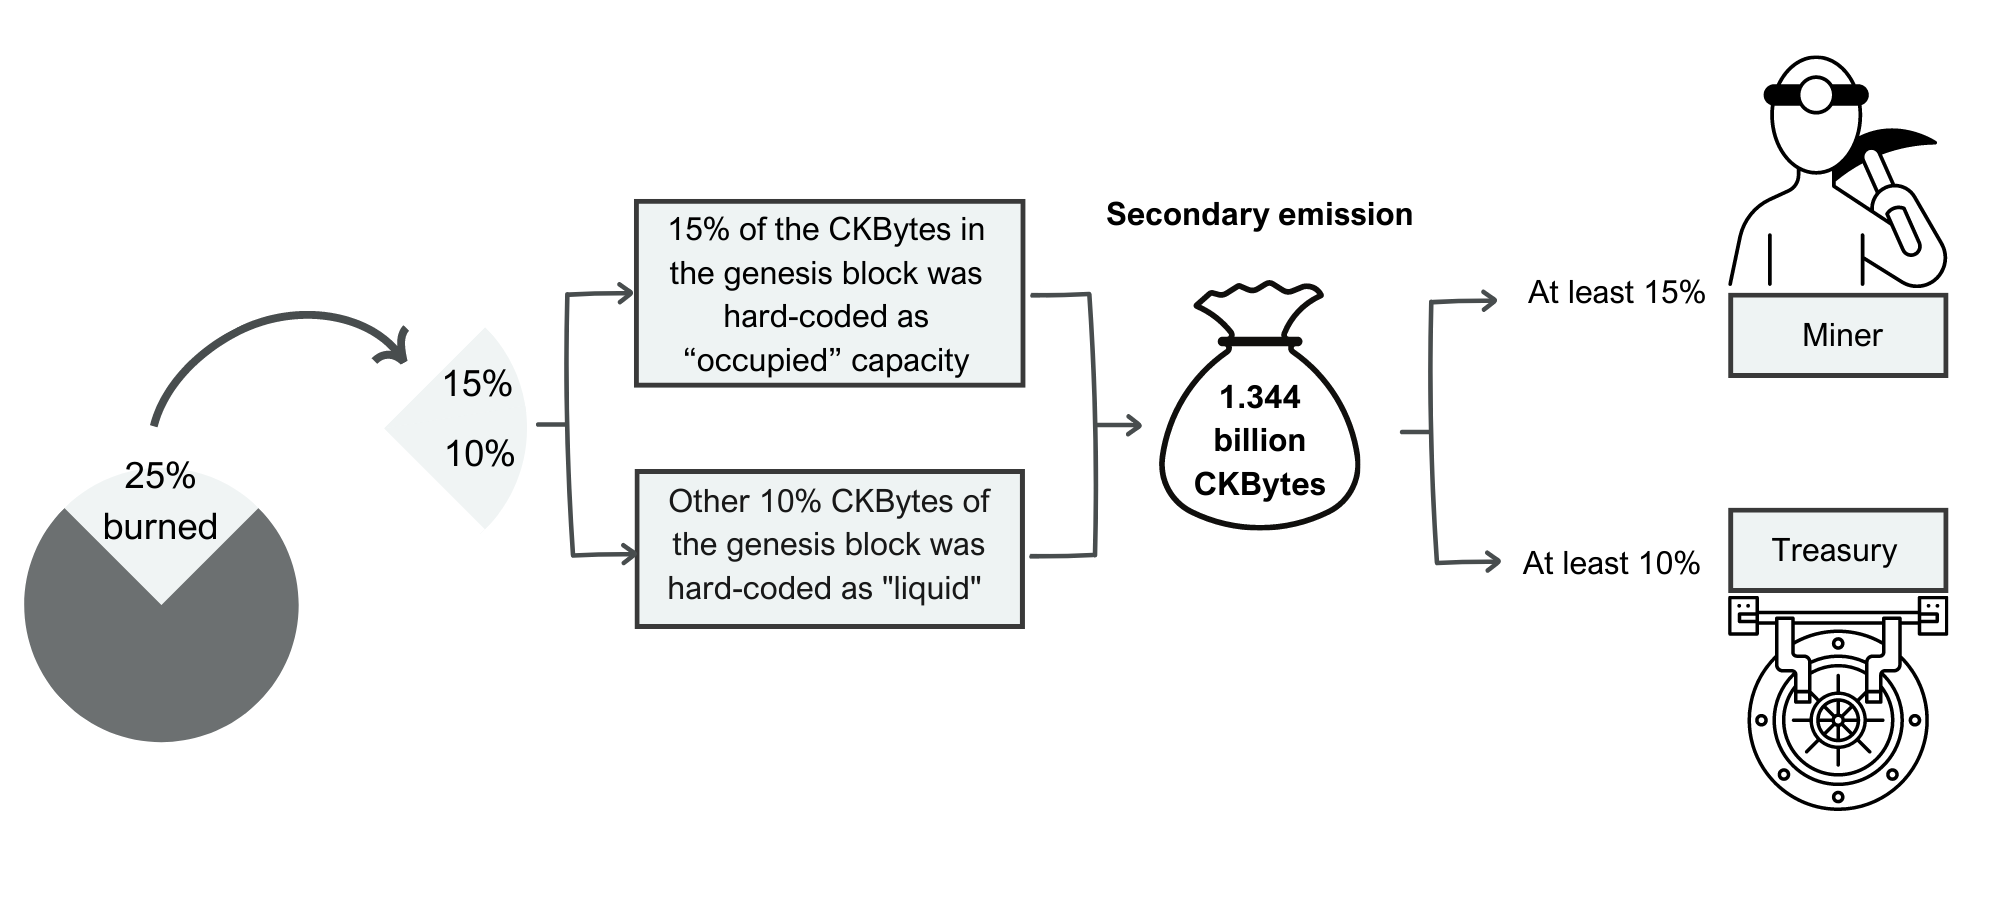 25%
burned
15%
10%
15% of the CKBytes in
the genesis block was
hard-coded as
“occupied” capacity
Other 10% CKBytes of
the genesis block was
hard-coded as "liquid"
Secondary emission
1.344
billion
CKBytes
At least 15%
Miner
At least 10%
Treasury